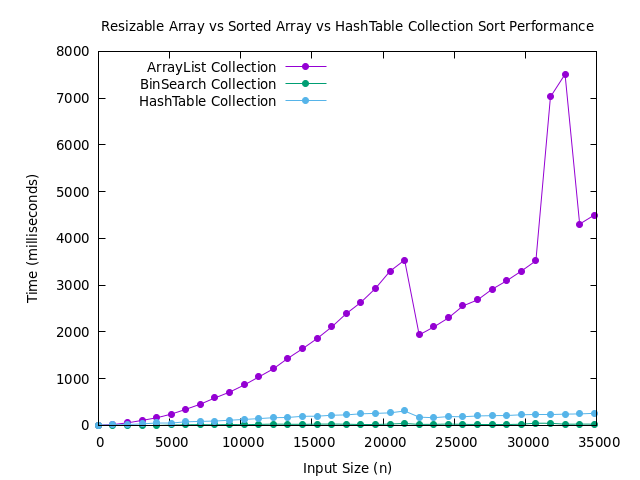 Resizable Array vs Sorted Array vs HashTable Collection Sort Performance
8000
7000
6000
5000
4000
3000
2000
1000
0
Time (milliseconds)
ArrayList Collection
BinSearch Collection
HashTable Collection
0 5000 10000 15000 20000 25000 30000 35000
Input Size (n)